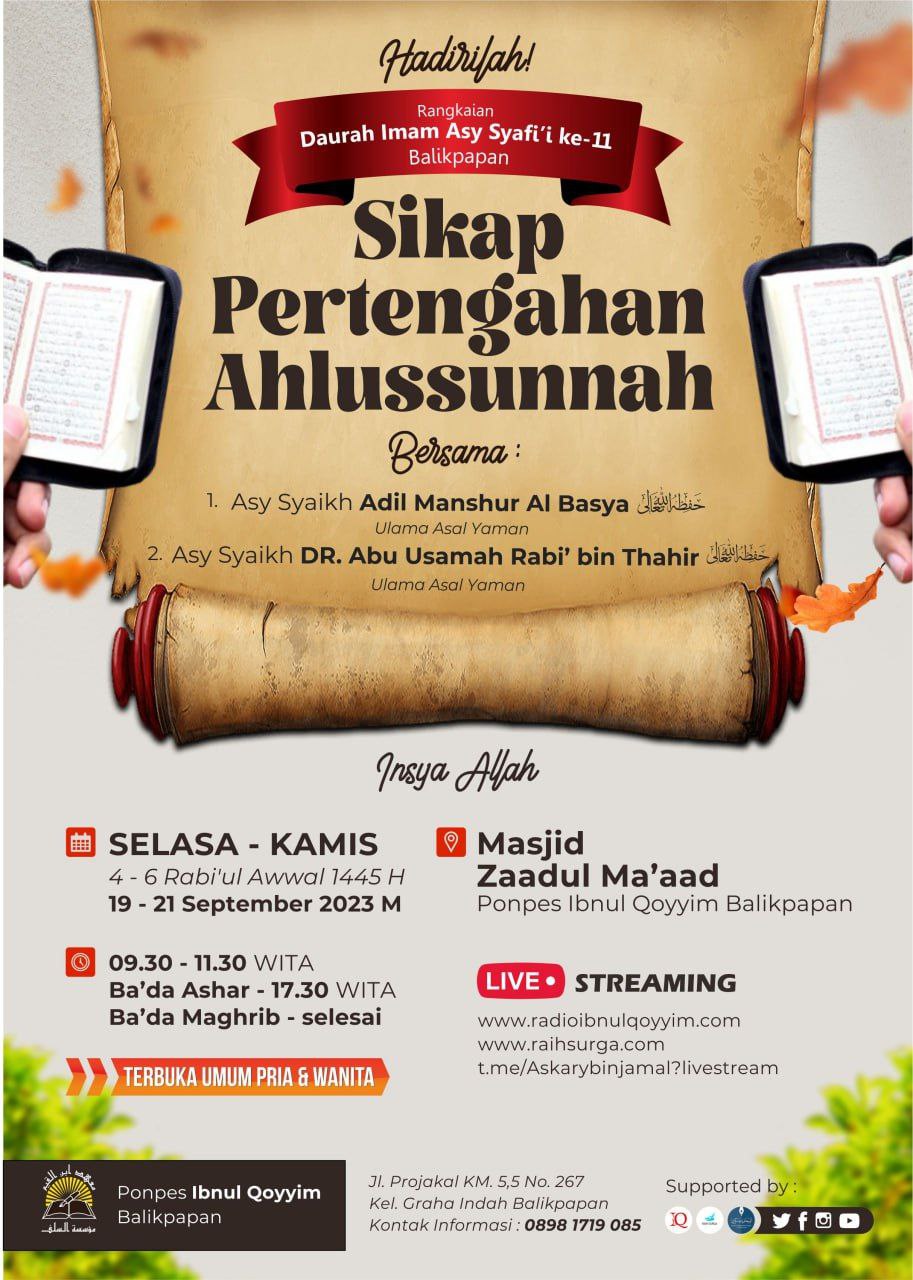 Hadirilah!
Rangkaian
Daurah Imam Asy Syafi'i ke-11
Balikpapan
Sikap
Pertengahan
Ahlussunnah
Bersama :
1. Asy Syaikh Adil Manshur Al Basya حفظه الله تعالى
Ulama Asal Yaman
2. Asy Syaikh DR. Abu Usamah Rabi' bin Thahir حفظه الله تعالى
Ulama Asal Yaman
Insya Allah
SELASA - KAMIS
4 - 6 Rabi'ul Awwal 1445 H
19 - 21 September 2023 M
09.30 - 11.30 WITA
Ba'da Ashar - 17.30 WITA
Ba'da Maghrib - selesai
TERBUKA UMUM PRIA & WANITA
Masjid
Zaadul Ma'aad
Ponpes Ibnul Qoyyim Balikpapan
LIVE • STREAMING
www.radioibnulqoyyim.com
www.raihsurga.com
t.me/Askarybinjamal?livestream
معهد ابن القيم
مؤسسة السلف
Ponpes Ibnul Qoyyim
Balikpapan
Jl. Projakal KM. 5,5 No. 267
Kel. Graha Indah Balikpapan
Kontak Informasi : 0898 1719 085
Supported by :
IQ